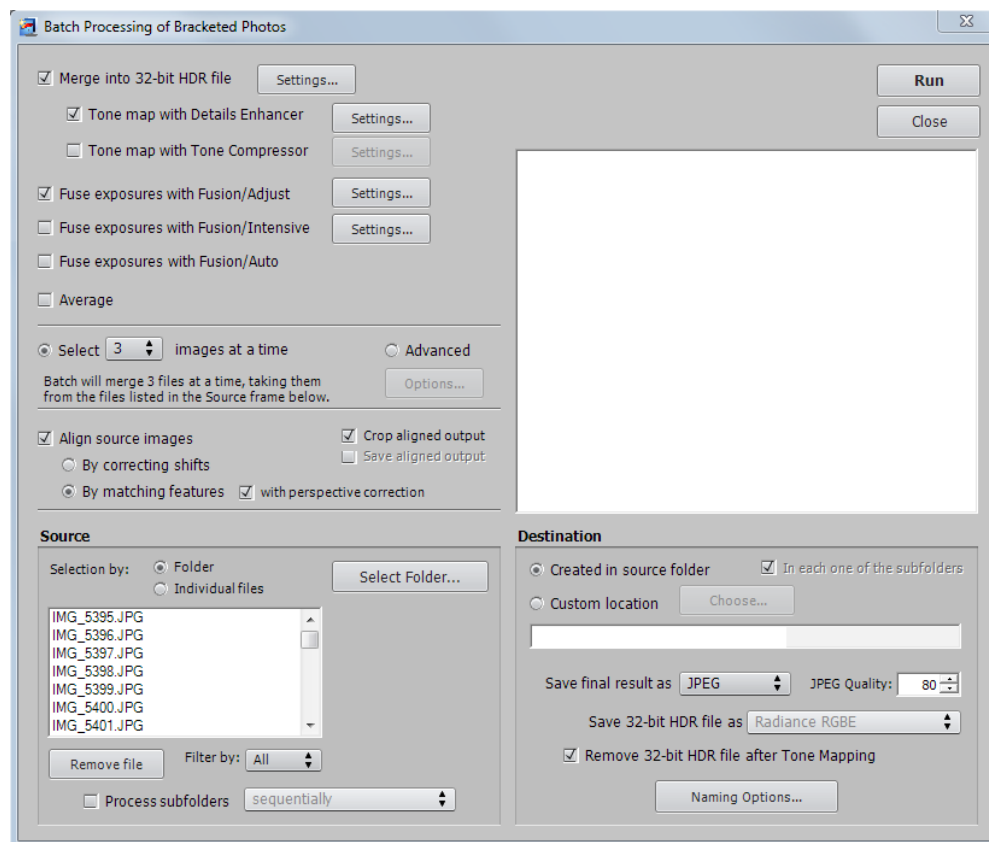 Batch Processing of Bracketed Photos
Merge into 32-bit HDR file Settings...
Run
Tone map with Details Enhancer Settings...
Close
Tone map with Tone Compressor Settings...
Fuse exposures with Fusion/Adjust Settings...
Fuse exposures with Fusion/Intensive Settings...
Fuse exposures with Fusion/Auto
Average
Select 3 images at a time
Advanced
Batch will merge 3 files at a time, taking them
from the files listed in the Source frame below.
Options...
Align source images
Crop aligned output
Save aligned output
By correcting shifts
By matching features with perspective correction
Source
Selection by: Folder
Individual files
Select Folder...
IMG_5395.JPG
IMG_5396.JPG
IMG_5397.JPG
IMG_5398.JPG
IMG_5399.JPG
IMG_5400.JPG
IMG_5401.JPG
Remove file
Filter by: All
Process subfolders sequentially
Destination
Created in source folder In each one of the subfolders
Custom location Choose...
Save final result as JPEG JPEG Quality: 80
Save 32-bit HDR file as Radiance RGBE
Remove 32-bit HDR file after Tone Mapping
Naming Options...